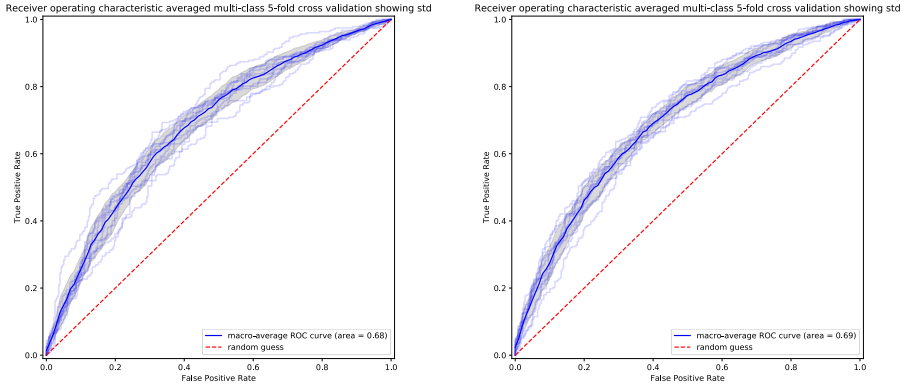 Receiver operating characteristic averaged multi-class 5-fold cross validation showing std
1.0
0.8
0.6
0.4
0.2
0.0
True Positive Rate
0.0 0.2 0.4 0.6 0.8 1.0
False Positive Rate
macro-average ROC curve (area = 0.68)
random guess
Receiver operating characteristic averaged multi-class 5-fold cross validation showing std
1.0
0.8
0.6
0.4
0.2
0.0
True Positive Rate
0.0 0.2 0.4 0.6 0.8 1.0
False Positive Rate
macro-average ROC curve (area = 0.69)
random guess